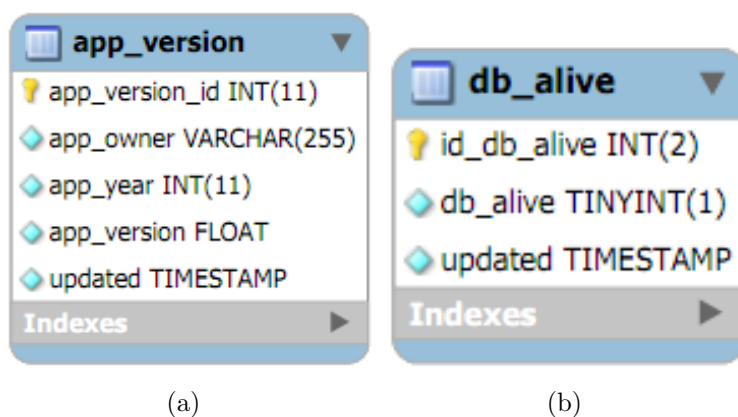 app_version
app_version_id INT(11)
app_owner VARCHAR(255)
app_year INT(11)
app_version FLOAT
updated TIMESTAMP
Indexes
(a)
db_alive
id_db_alive INT(2)
db_alive TINYINT(1)
updated TIMESTAMP
Indexes
(b)